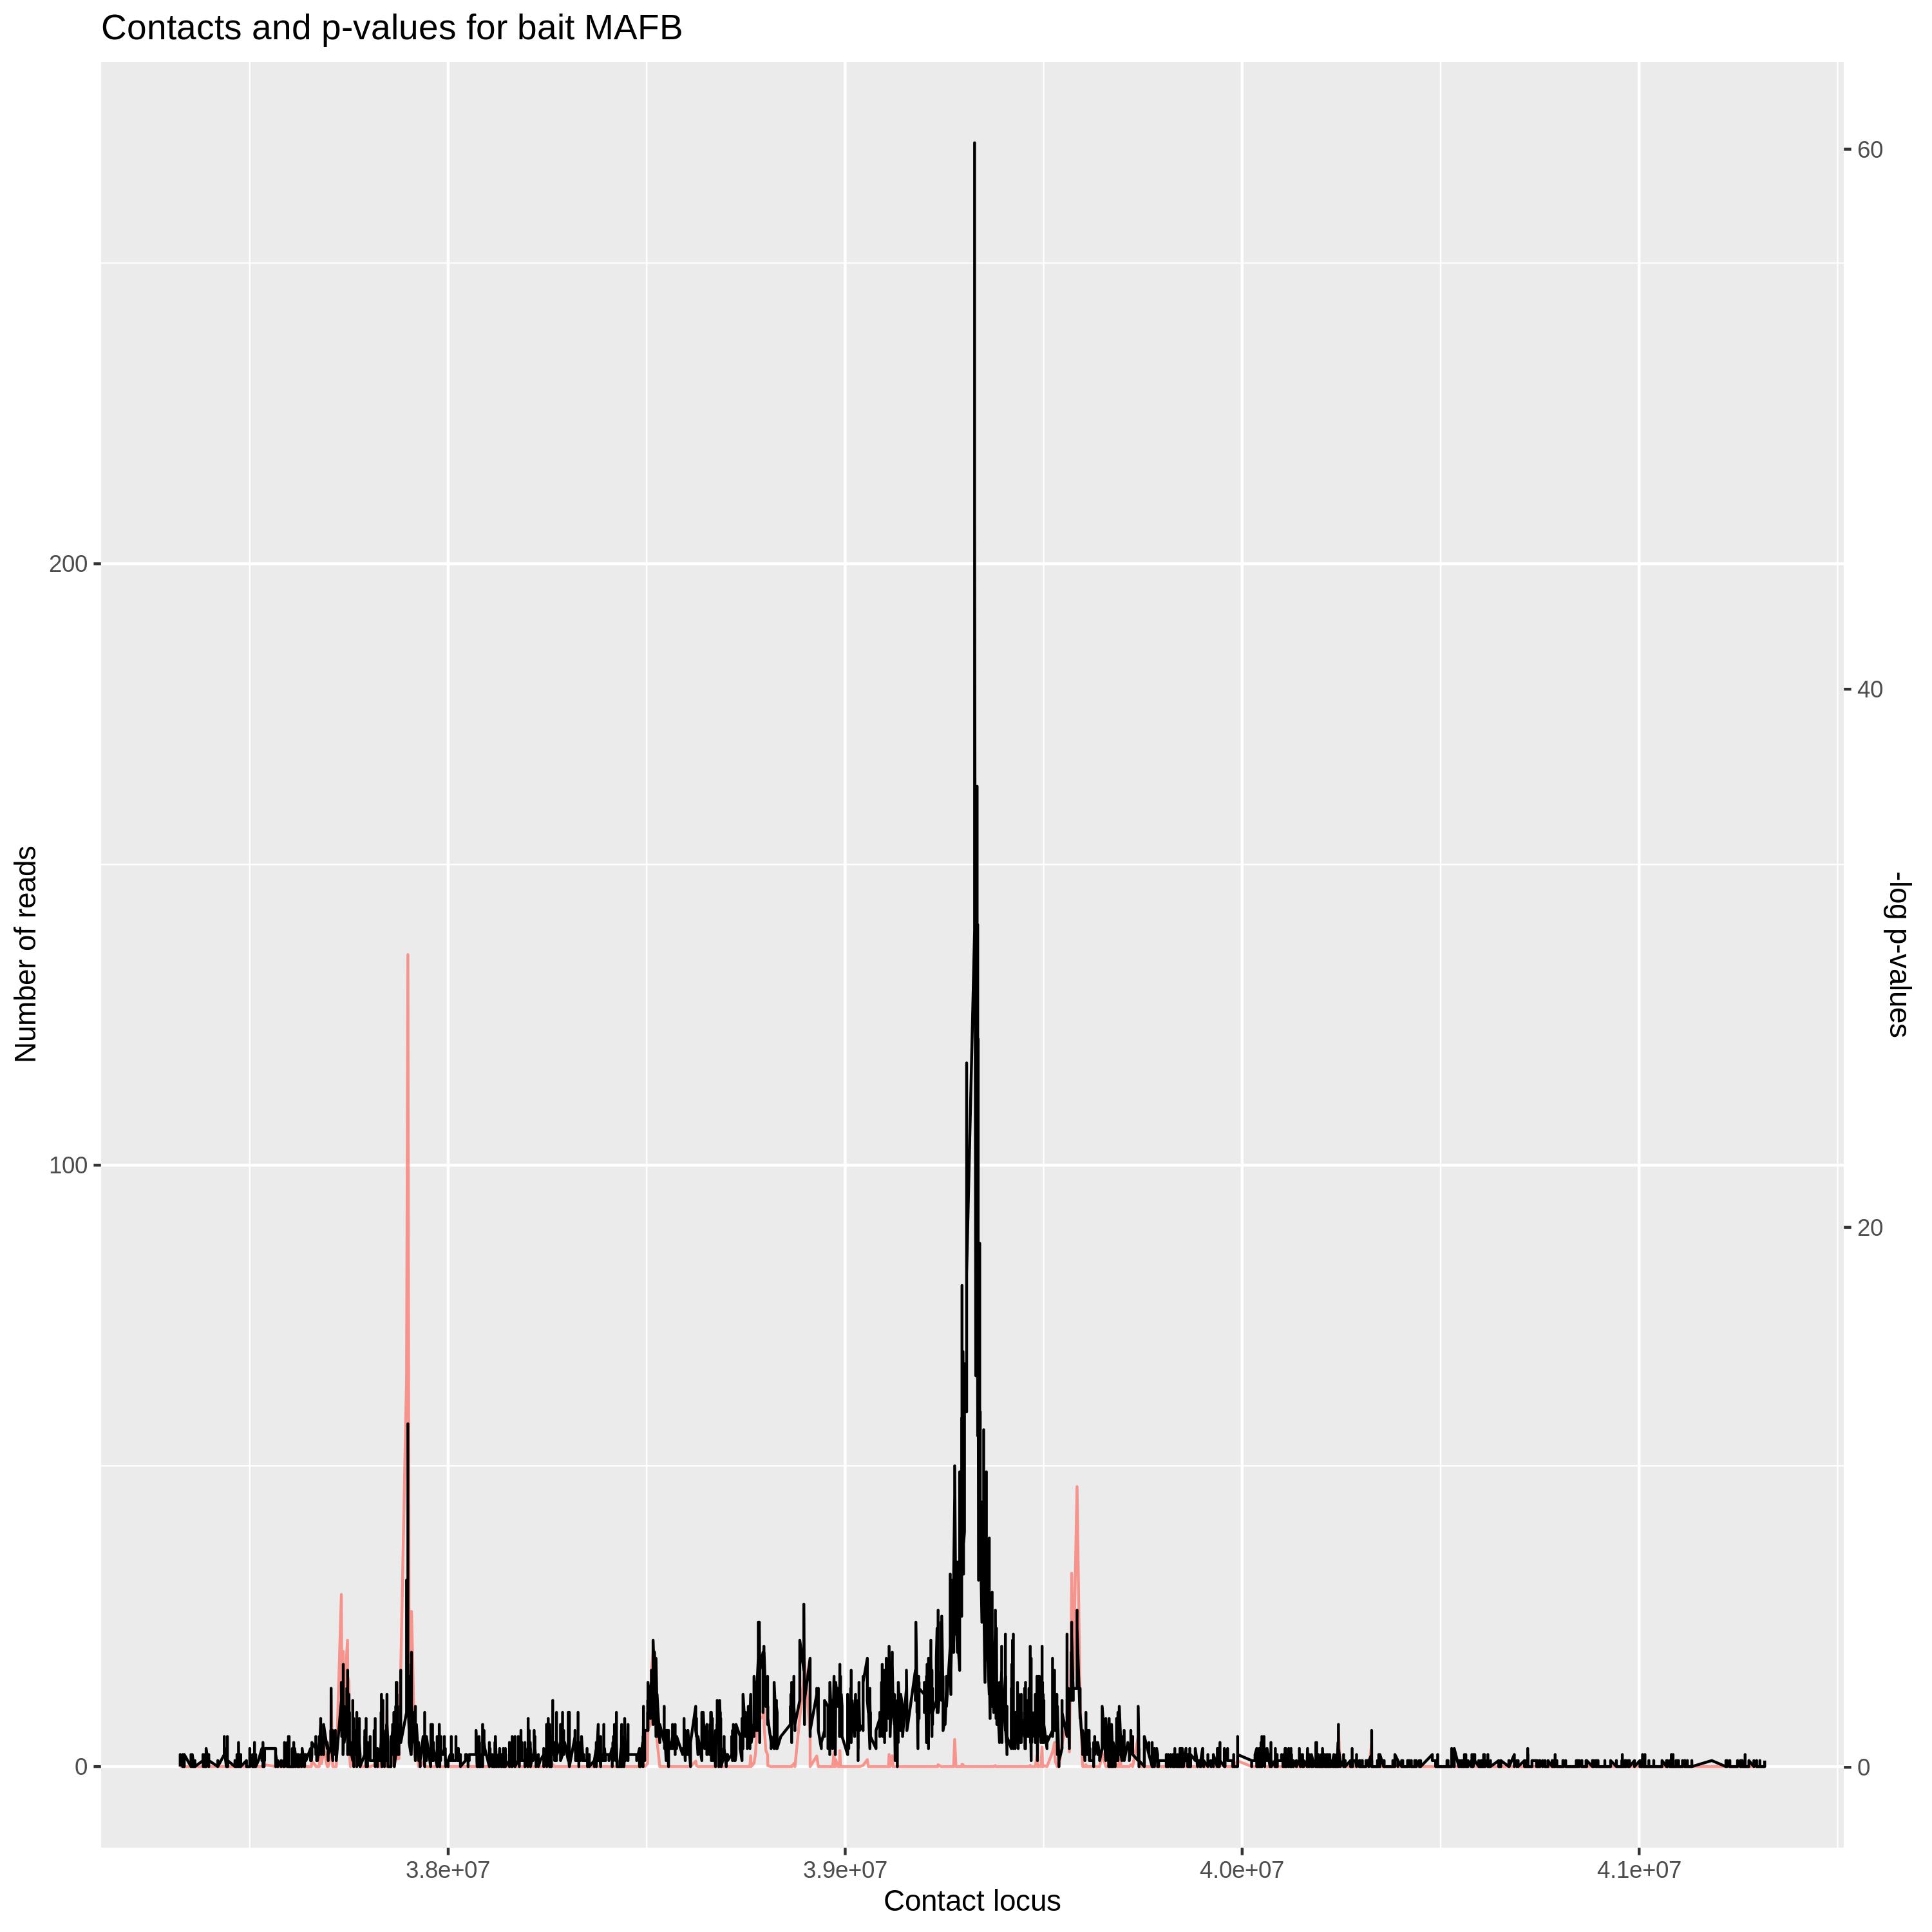 Contacts and p-values for bait MAFB
Number of reads
200
100
0
60
40
20
0
-log p-values
3.8e+07
3.9e+07
4.0e+07
4.1e+07
Contact locus